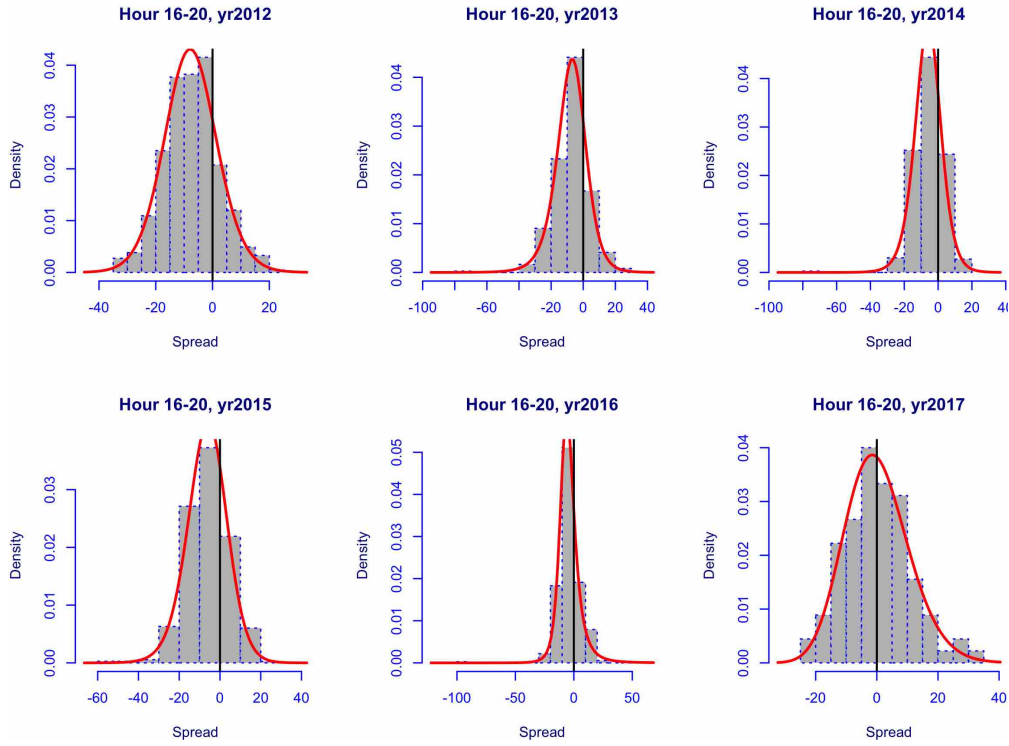 Hour 16-20, yr2012
Density
0.00 0.01 0.02 0.03 0.04
-40 -20 0 20
Spread
Hour 16-20, yr2013
Density
0.00 0.01 0.02 0.03 0.04
-100 -60 -20 0 20 40
Spread
Hour 16-20, yr2014
Density
0.00 0.01 0.02 0.03 0.04
-100 -60 -20 0 20 40
Spread
Hour 16-20, yr2015
Density
0.00 0.01 0.02 0.03
-60 -40 -20 0 20 40
Spread
Hour 16-20, yr2016
Density
0.00 0.01 0.02 0.03 0.04 0.05
-100 -50 0 50
Spread
Hour 16-20, yr2017
Density
0.00 0.01 0.02 0.03 0.04
-20 0 20 40
Spread